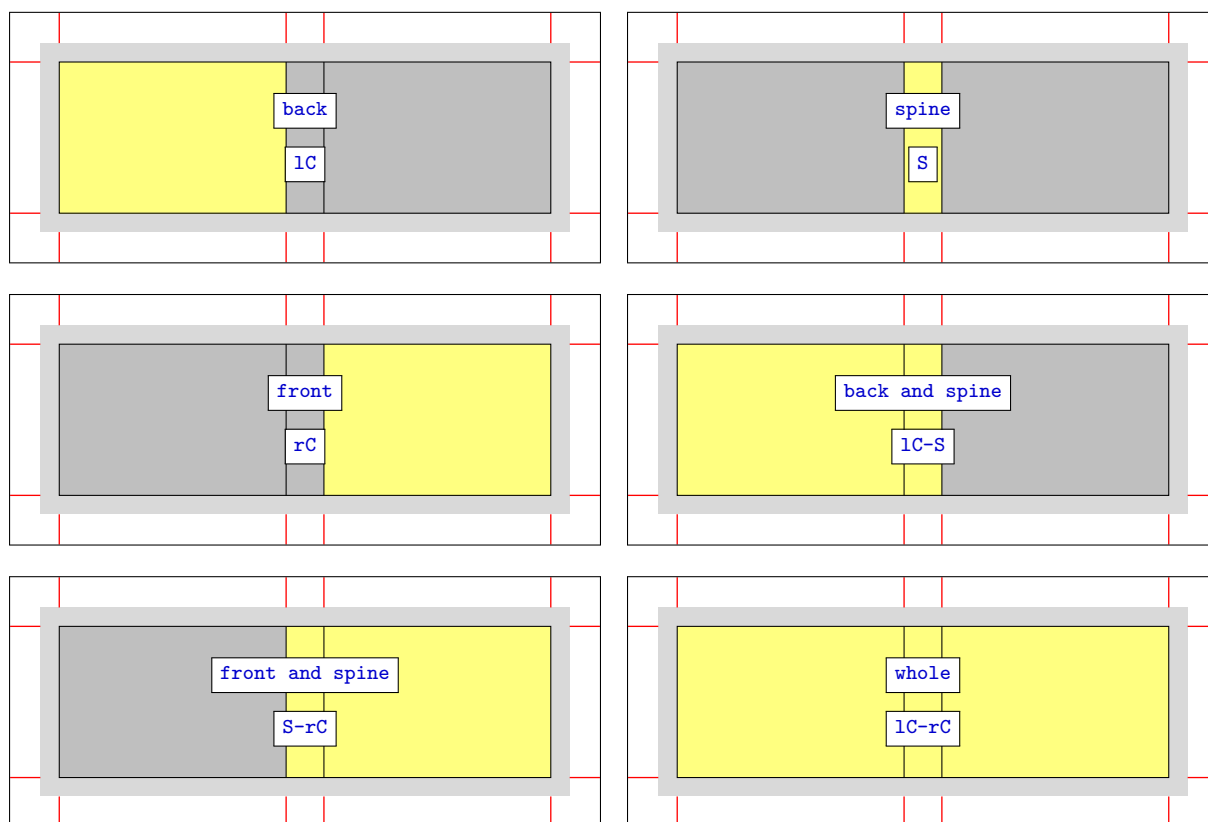 back
lC
spine
S
front
rC
back and spine
lC-S
front and spine
S-rC
whole
lC-rC